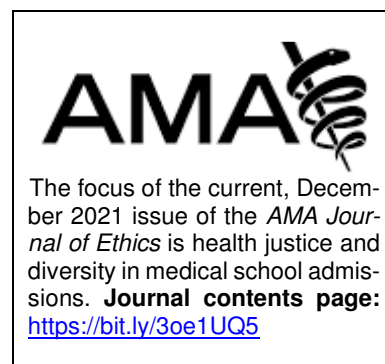 AMA
The focus of the current, Decem-
ber 2021 issue of the AMA Jour-
nal of Ethics is health justice and
diversity in medical school admis-
sions. Journal contents page:
https://bit.ly/3oe1UQ5